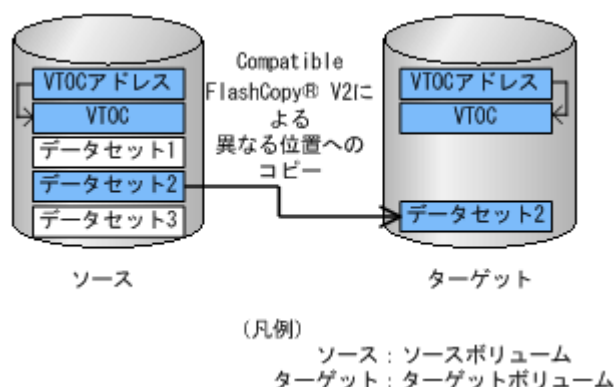 VTOCアドレス
VTOC
データセット1
データセット2
データセット3
ソース
Compatible
FlashCopy® V2に
よる
異なる位置への
コピー
VTOCアドレス
VTOC
データセット2
ターゲット
(凡例)
ソース:ソースボリューム
ターゲット:ターゲットボリューム